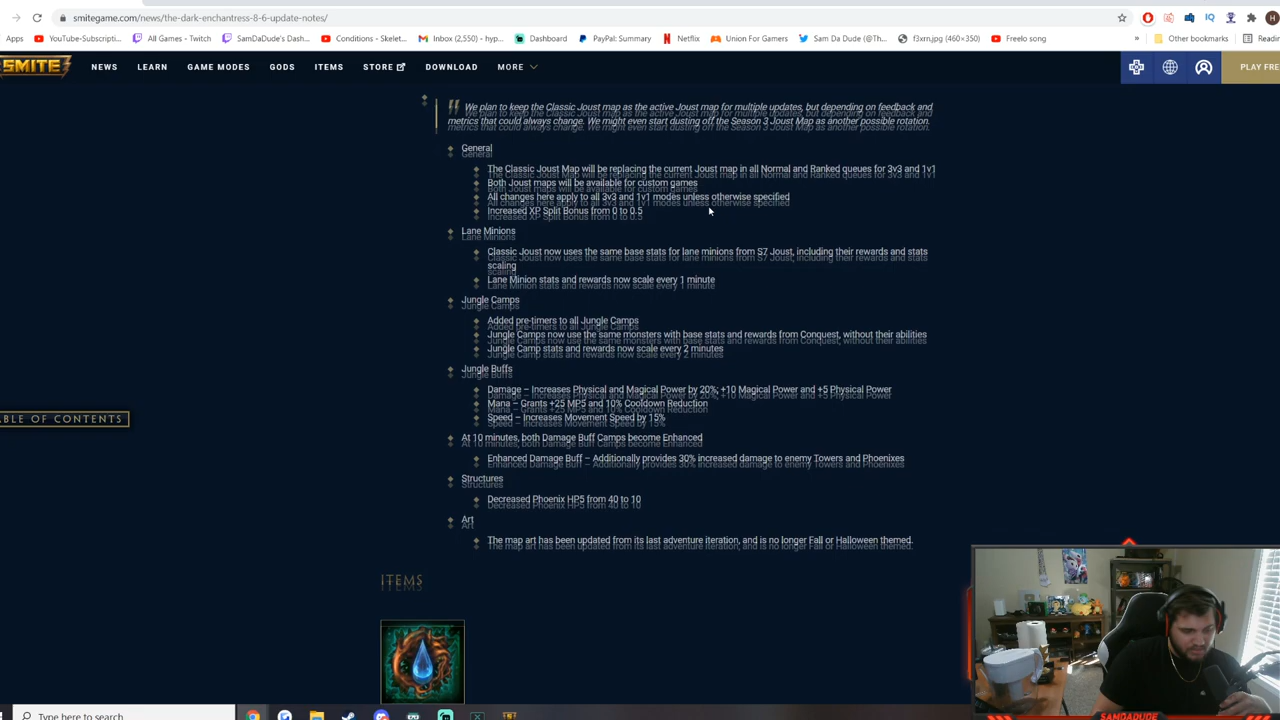 smitegame.com/news/the-dark-enchantress-8-6-update-notes/
Apps YouTube-Subscripti... All Games - Twitch SamDaDude's Dash... Conditions - Skelet... Inbox (2,550) - hyp... Dashboard PayPal: Summary Netflix Union For Gamers Sam Da Dude (@Th... f3xrn.jpg (460×350) Freelo song Other bookmarks Readin
SMITE NEWS LEARN GAME MODES GODS ITEMS STORE DOWNLOAD MORE PLAY FRE
We plan to keep the Classic Joust map as the active Joust map for multiple updates, but depending on feedback and
metrics that could always change. We might even start dusting off the Season 3 Joust Map as another possible rotation.
General
The Classic Joust Map will be replacing the current Joust map in all Normal and Ranked queues for 3v3 and 1v1
Both Joust maps will be available for custom games
All changes here apply to all 3v3 and 1v1 modes unless otherwise specified
Increased XP Split Bonus from 0 to 0.5
Lane Minions
Classic Joust now uses the same base stats for lane minions from S7 Joust, including their rewards and stats
scaling
Lane Minion stats and rewards now scale every 1 minute
Jungle Camps
Added pre-timers to all Jungle Camps
Jungle Camps now use the same monsters with base stats and rewards from Conquest, without their abilities
Jungle Camp stats and rewards now scale every 2 minutes
Jungle Buffs
Damage – Increases Physical and Magical Power by 20%; +10 Magical Power and +5 Physical Power
Mana – Grants +25 MP5 and 10% Cooldown Reduction
Speed – Increases Movement Speed by 15%
ABLE OF CONTENTS
At 10 minutes, both Damage Buff Camps become Enhanced
Enhanced Damage Buff – Additionally provides 30% increased damage to enemy Towers and Phoenixes
Structures
Decreased Phoenix HP5 from 40 to 10
Art
The map art has been updated from its last adventure iteration, and is no longer Fall or Halloween themed.
ITEMS
Type here to search
SAMDADUDE